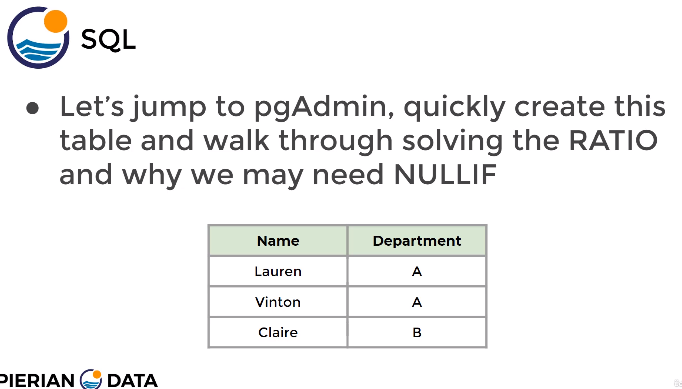 SQL
● Let's jump to pgAdmin, quickly create this
table and walk through solving the RATIO
and why we may need NULLIF
Name Department
Lauren A
Vinton A
Claire B
PIERIAN DATA